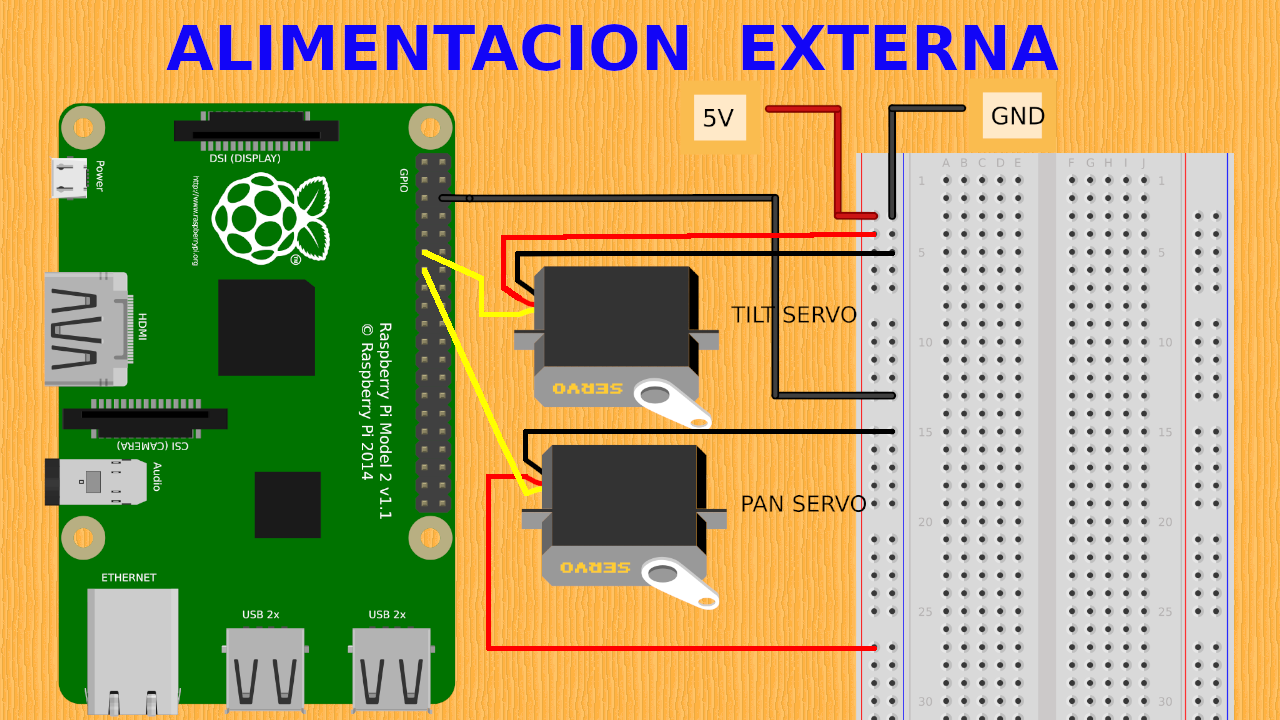 ALIMENTACION EXTERNA
5V
GND
DSI (DISPLAY)
Power
GPIO
http://www.raspberrypi.org
TM
HDMI
Raspberry Pi Model 2 v1.1
© Raspberry Pi 2014
CSI (CAMERA)
Audio
ETHERNET
USB 2x
USB 2x
TILT SERVO
SERVO
PAN SERVO
SERVO
A B C D E F G H I J
1 1
5 5
10 10
15 15
20 20
25 25
30 30